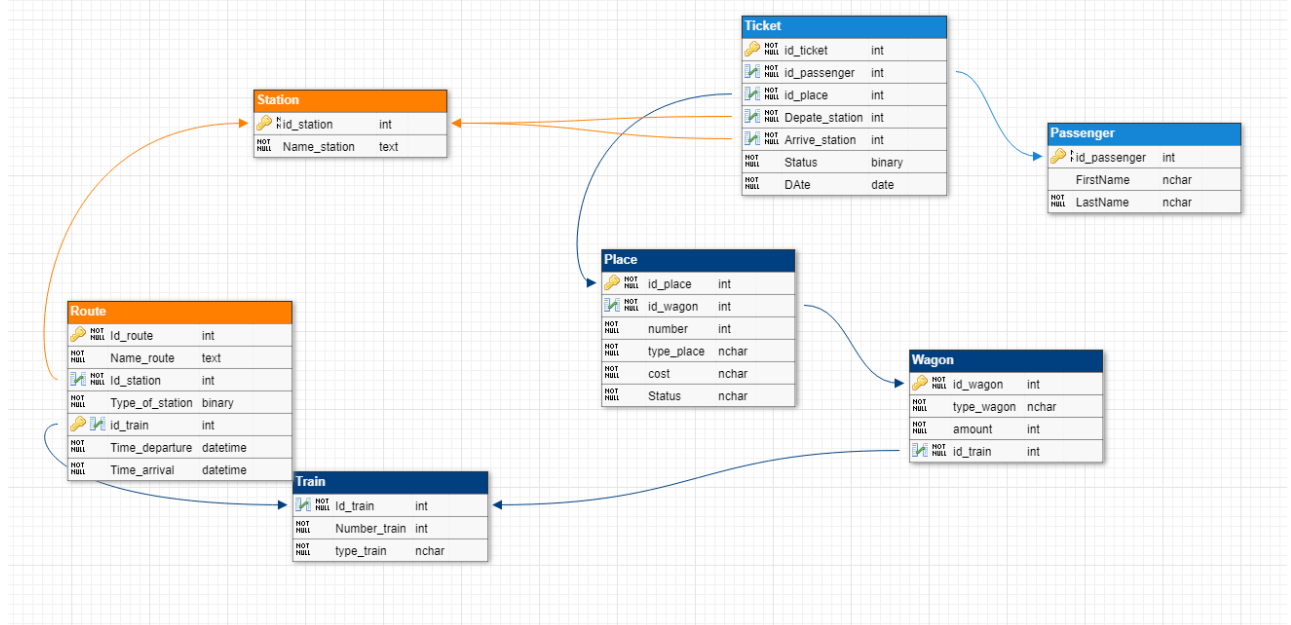 Ticket
NOT NULL id_ticket int
NOT NULL id_passenger int
NOT NULL id_place int
NOT NULL Depate_station int
NOT NULL Arrive_station int
NOT NULL Status binary
NOT NULL DAte date
Station
N N id_station int
NOT NULL Name_station text
Passenger
id_passenger int
FirstName nchar
NOT NULL LastName nchar
Place
NOT NULL id_place int
NOT NULL id_wagon int
NOT NULL number int
NOT NULL type_place nchar
NOT NULL cost nchar
NOT NULL Status nchar
Route
NOT NULL Id_route int
NOT NULL Name_route text
NOT NULL Id_station int
NOT NULL Type_of_station binary
id_train int
NOT NULL Time_departure datetime
NOT NULL Time_arrival datetime
Wagon
NOT NULL id_wagon int
NOT NULL type_wagon nchar
NOT NULL amount int
NOT NULL id_train int
Train
NOT NULL Id_train int
NOT NULL Number_train int
NOT NULL type_train nchar